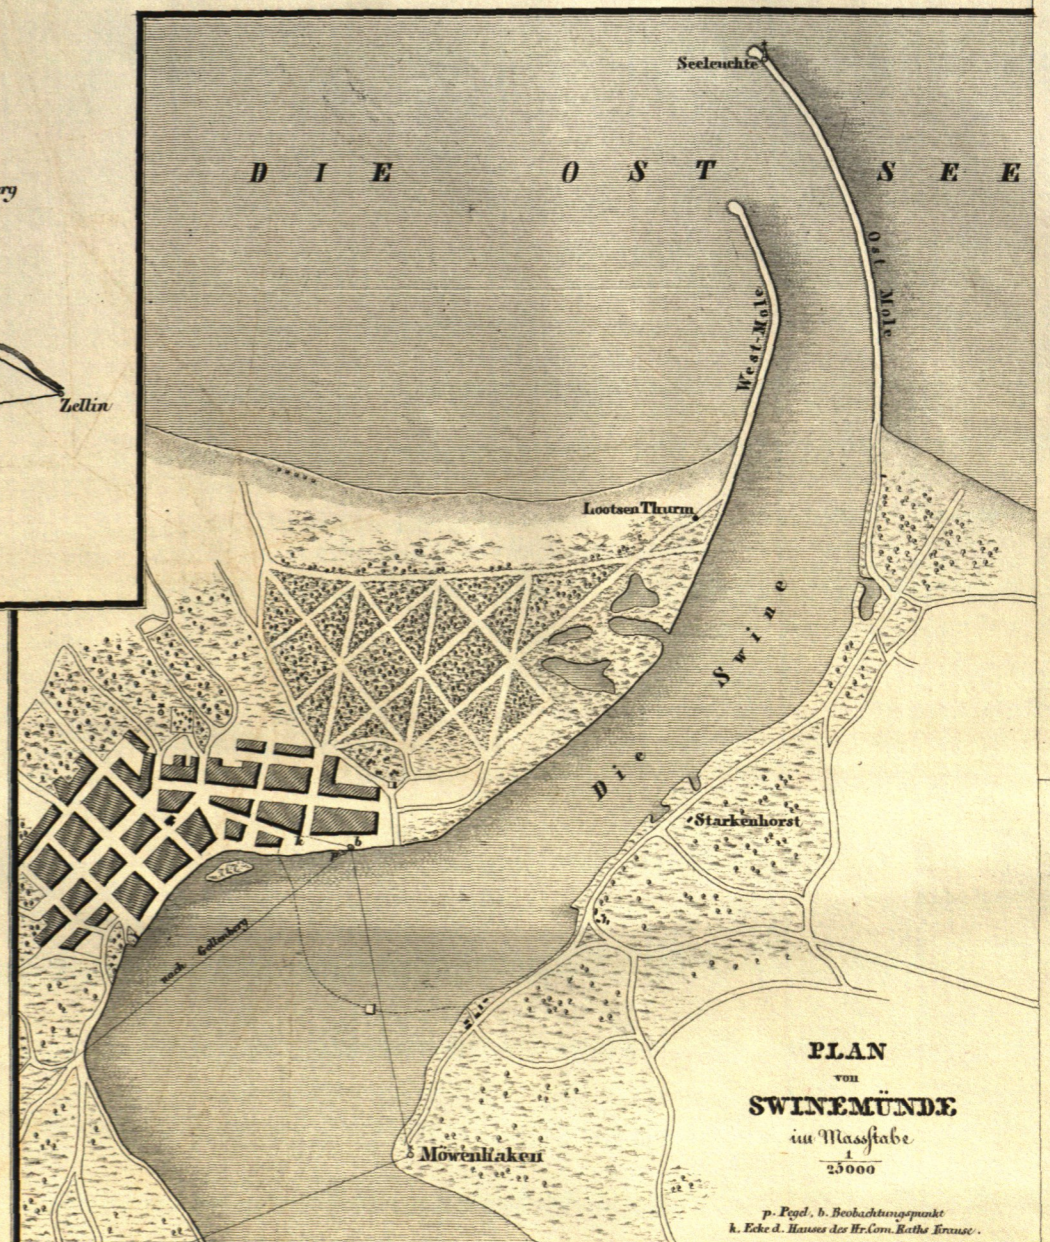 Seeleuchte
DIE OST SEE
rg
Ost Mole
West-Mole
Zellin
Lootsen Thurm
Die Swine
Starkenhorst
k
p b
nach Gollenberg
Möwenhaken
PLAN
von
SWINEMÜNDE
im Massſtabe
1
25000
p. Pegel, b. Beobachtungspunkt
k. Ecke d. Hauses des Hr. Com. Raths Krause.